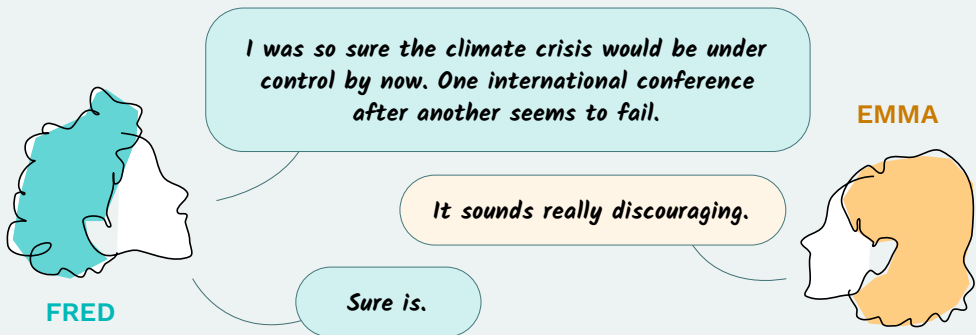 I was so sure the climate crisis would be under
control by now. One international conference
after another seems to fail.
EMMA
It sounds really discouraging.
Sure is.
FRED